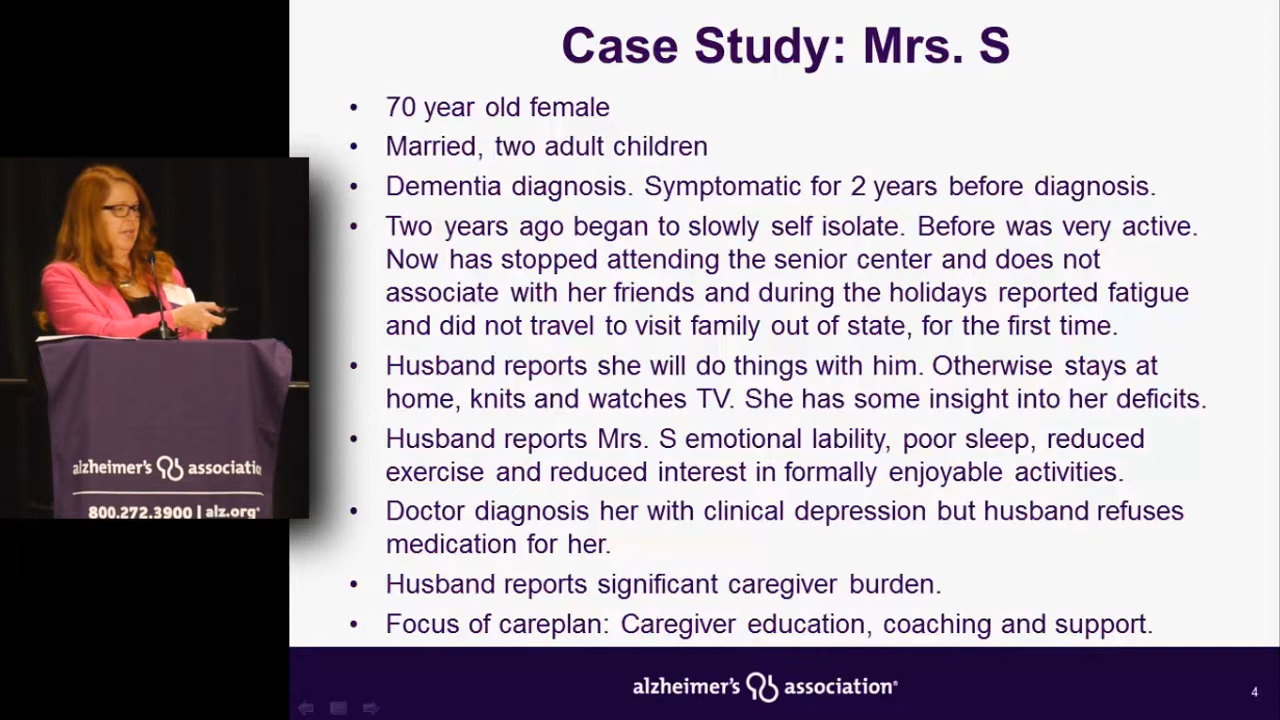 Case Study: Mrs. S
• 70 year old female
• Married, two adult children
• Dementia diagnosis. Symptomatic for 2 years before diagnosis.
• Two years ago began to slowly self isolate. Before was very active.
Now has stopped attending the senior center and does not
associate with her friends and during the holidays reported fatigue
and did not travel to visit family out of state, for the first time.
• Husband reports she will do things with him. Otherwise stays at
home, knits and watches TV. She has some insight into her deficits.
• Husband reports Mrs. S emotional lability, poor sleep, reduced
exercise and reduced interest in formally enjoyable activities.
• Doctor diagnosis her with clinical depression but husband refuses
medication for her.
• Husband reports significant caregiver burden.
• Focus of careplan: Caregiver education, coaching and support.
alzheimer's association®
4
alzheimer's associatio
800.272.3900 | alz.org®